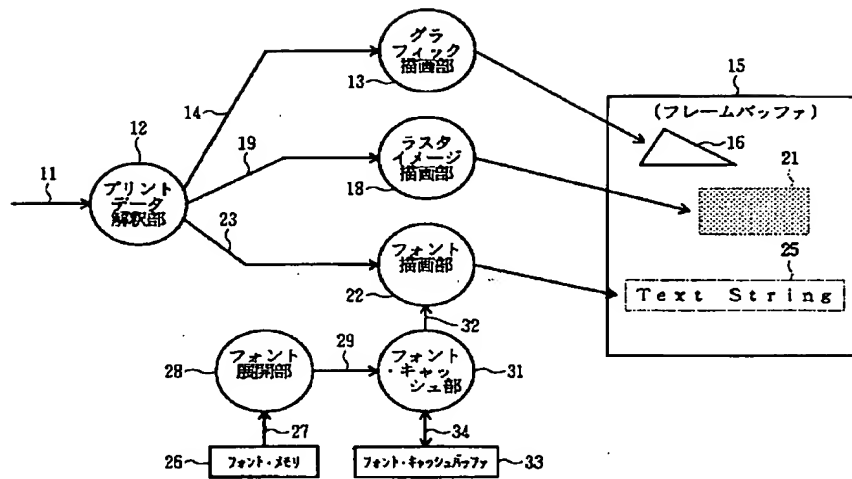 グラ
フィック
描画部
13
14
12
プリント
データ
解釈部
11
19
ラスタ
イメージ
描画部
18
23
フォント
描画部
22
32
28
フォント
展開部
29
フォント
・キャッ
シュ部
31
27
34
26
フォント・メモリ
フォント・キャッシュバッファ
33
15
(フレームバッファ)
16
21
25
Text String